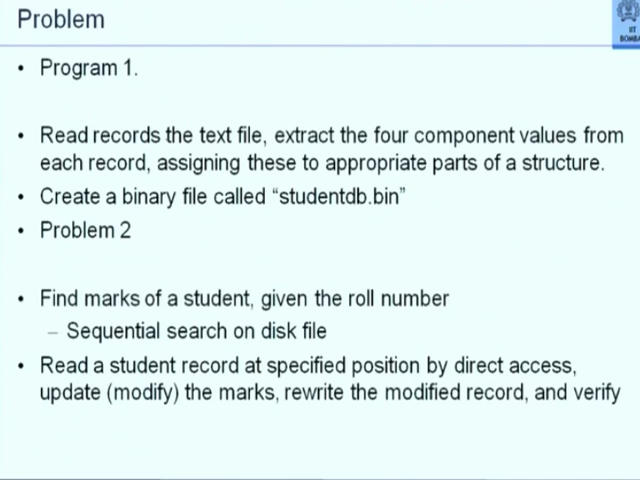 Problem
IIT
BOMBA
• Program 1.
• Read records the text file, extract the four component values from
each record, assigning these to appropriate parts of a structure.
• Create a binary file called “studentdb.bin”
• Problem 2
• Find marks of a student, given the roll number
– Sequential search on disk file
• Read a student record at specified position by direct access,
update (modify) the marks, rewrite the modified record, and verify